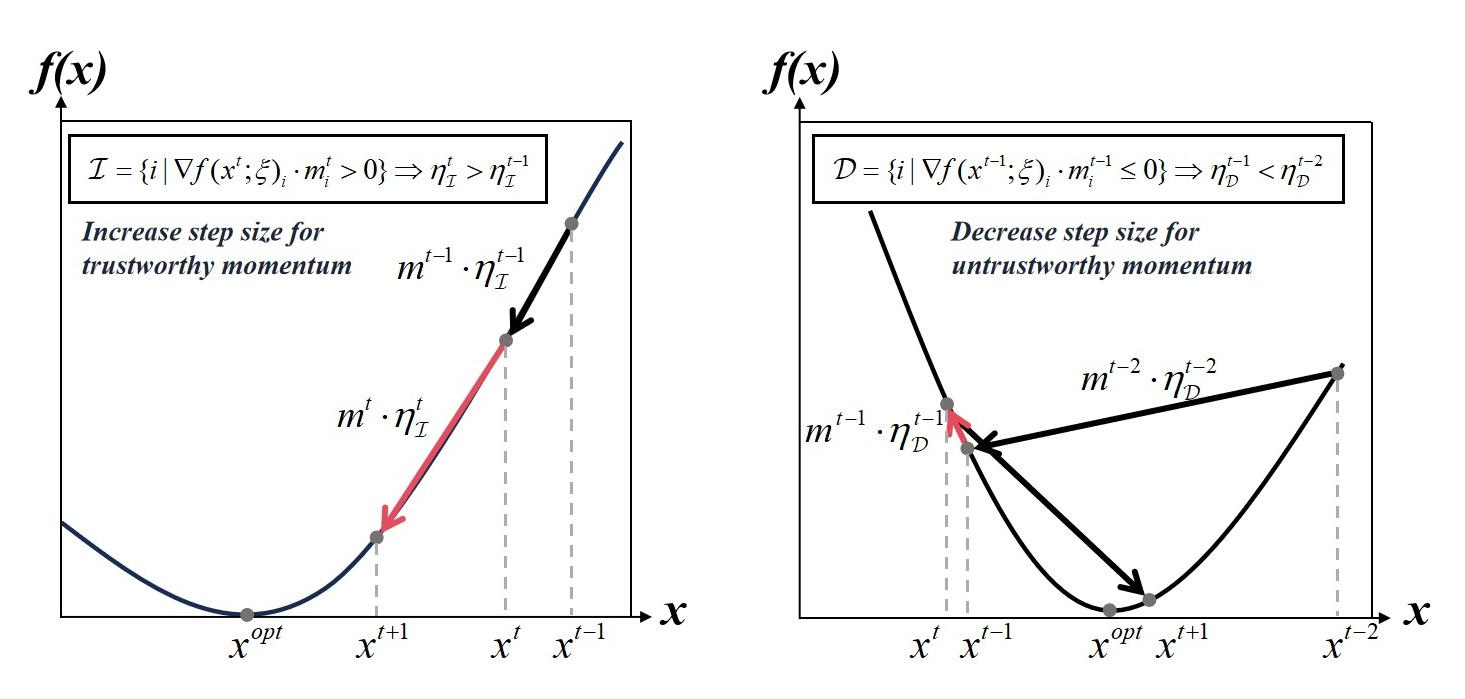 f(x)
ℐ = {i | ∇f(x^t;ξ)_i · m_i^t > 0} ⇒ η_ℐ^t > η_ℐ^{t−1}
Increase step size for
trustworthy momentum
m^{t−1} · η_ℐ^{t−1}
m^t · η_ℐ^t
x
x^{opt} x^{t+1} x^t x^{t−1}
f(x)
𝒟 = {i | ∇f(x^{t−1};ξ)_i · m_i^{t−1} ≤ 0} ⇒ η_𝒟^{t−1} < η_𝒟^{t−2}
Decrease step size for
untrustworthy momentum
m^{t−2} · η_𝒟^{t−2}
m^{t−1} · η_𝒟^{t−1}
x
x^t x^{t−1} x^{opt} x^{t+1} x^{t−2}